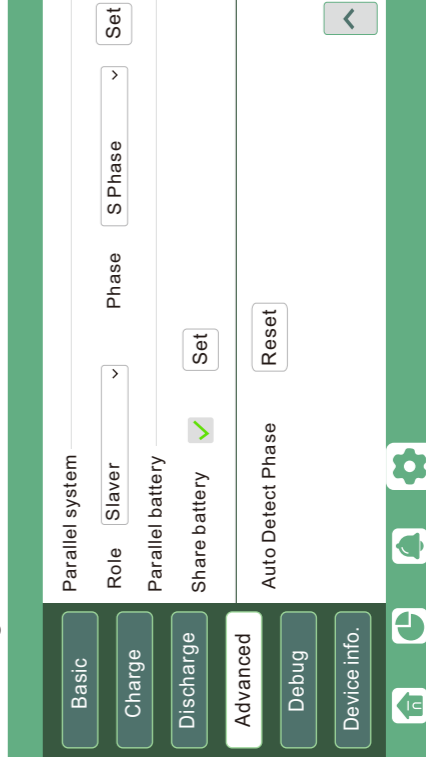 Basic
Charge
Discharge
Advanced
Debug
Device info.
Parallel system
Role Slaver Phase S Phase Set
Parallel battery
Share battery Set
Auto Detect Phase Reset